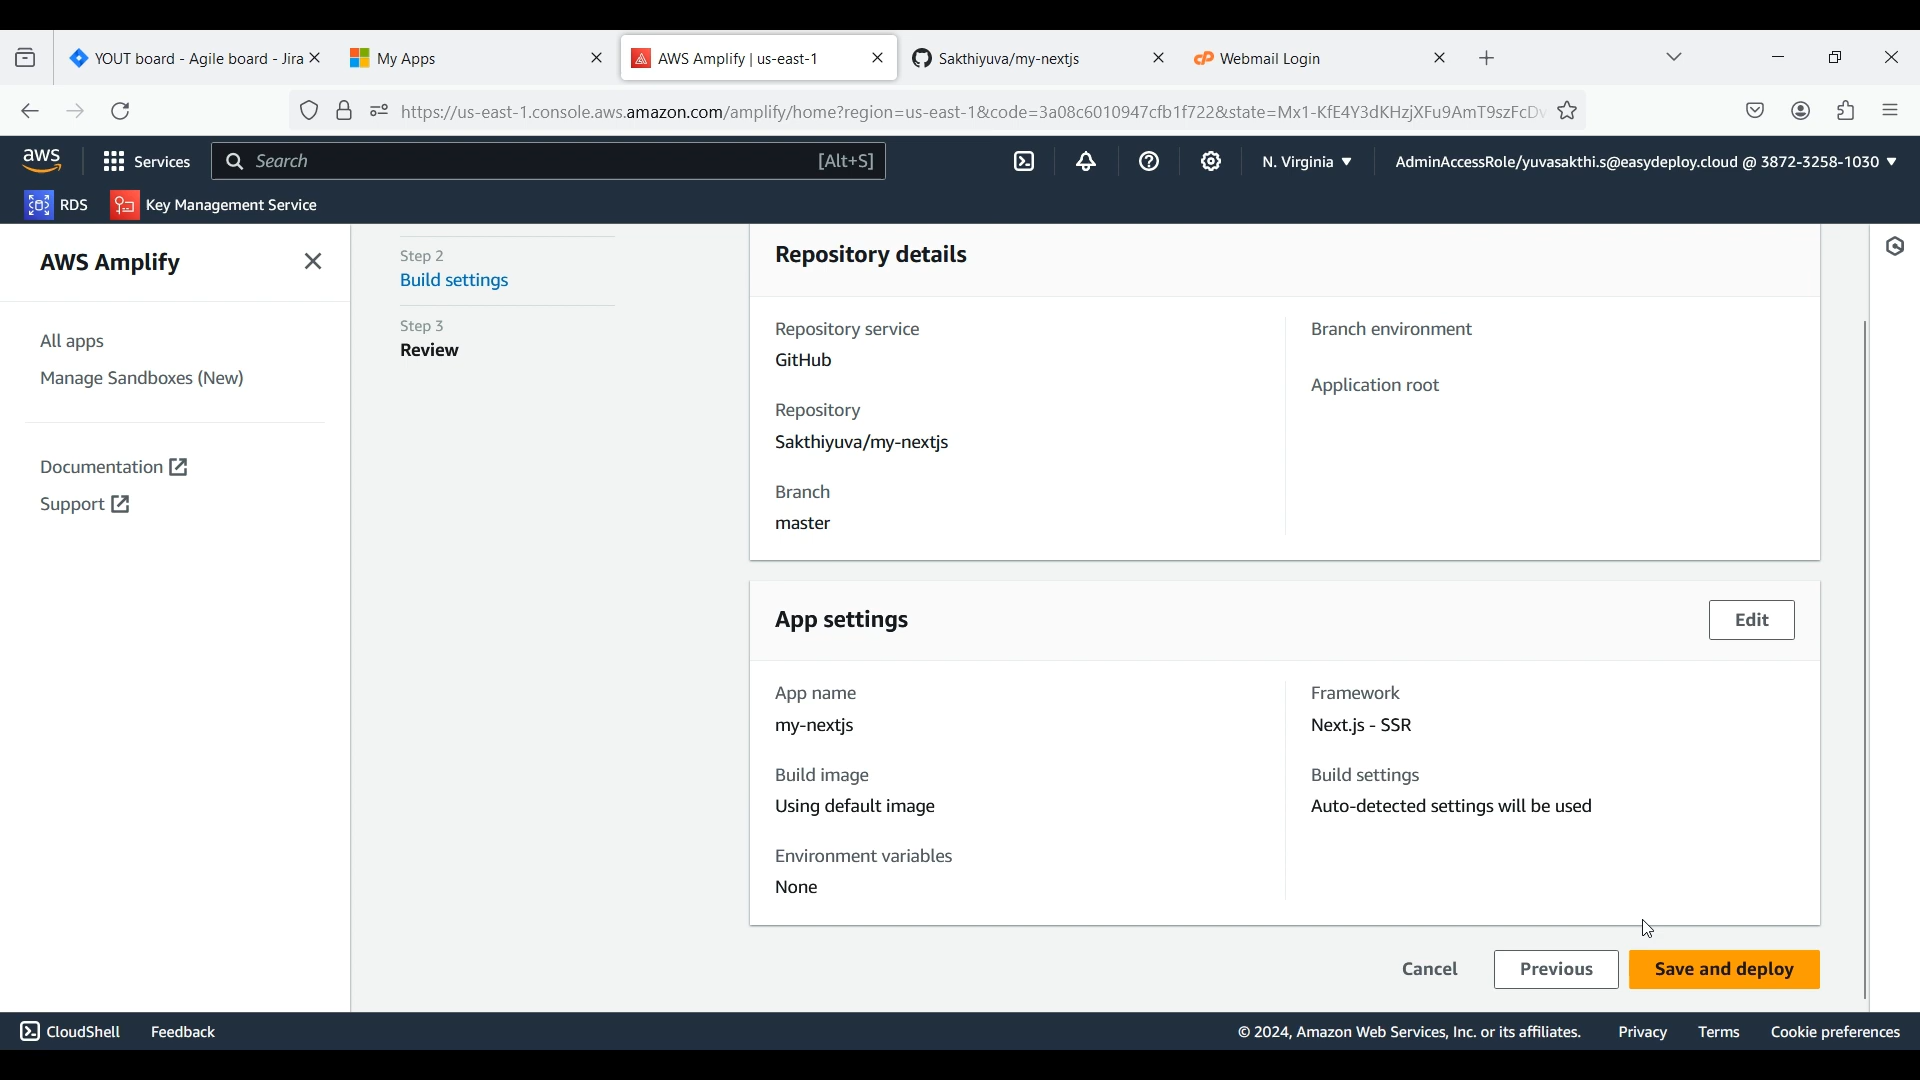 YOUT board - Agile board - Jira
My Apps
AWS Amplify | us-east-1
Sakthiyuva/my-nextjs
Webmail Login
https://us-east-1.console.aws.amazon.com/amplify/home?region=us-east-1&code=3a08c6010947cfb1f722&state=Mx1-KfE4Y3dKHzjXFu9AmT9szFcDv
aws
Services
Search
[Alt+S]
N. Virginia
AdminAccessRole/yuvasakthi.s@easydeploy.cloud @ 3872-3258-1030
RDS
Key Management Service
AWS Amplify
All apps
Manage Sandboxes (New)
Documentation
Support
Step 2
Build settings
Step 3
Review
Repository details
Repository service
GitHub
Repository
Sakthiyuva/my-nextjs
Branch
master
Branch environment
Application root
App settings
Edit
App name
my-nextjs
Build image
Using default image
Environment variables
None
Framework
Next.js - SSR
Build settings
Auto-detected settings will be used
Cancel
Previous
Save and deploy
CloudShell
Feedback
© 2024, Amazon Web Services, Inc. or its affiliates.
Privacy
Terms
Cookie preferences